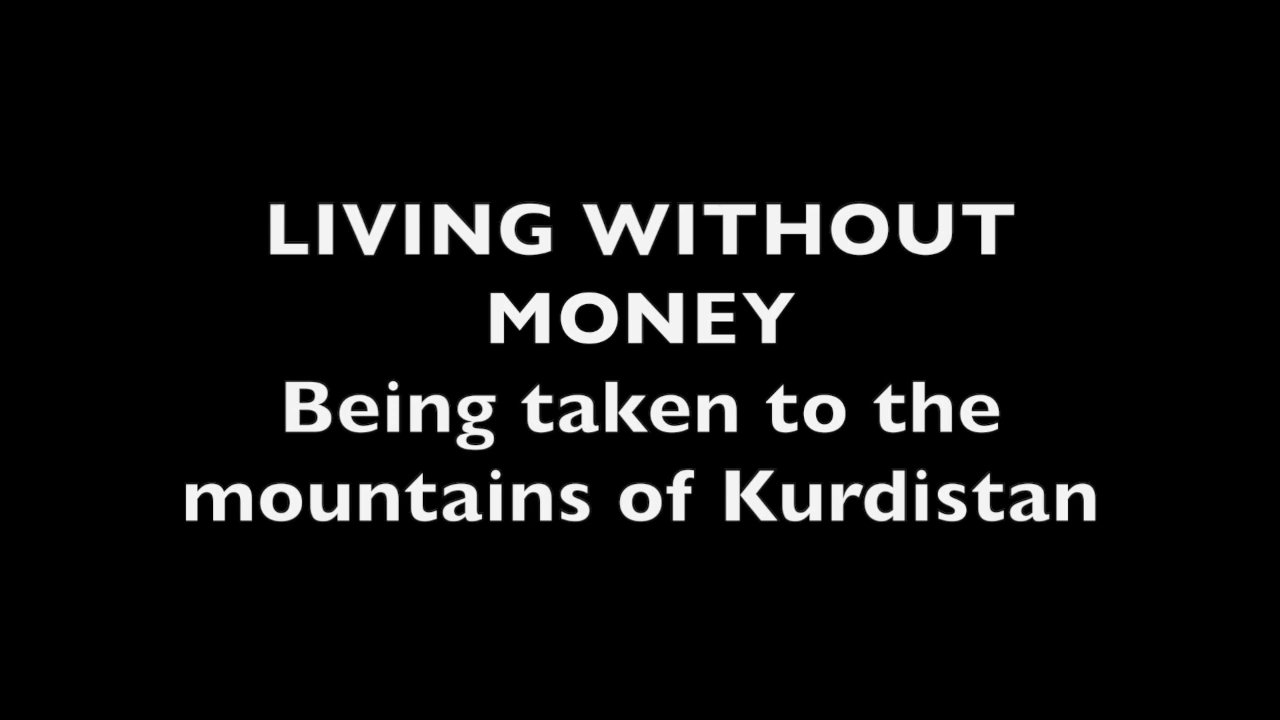 LIVING WITHOUT
MONEY
Being taken to the
mountains of Kurdistan